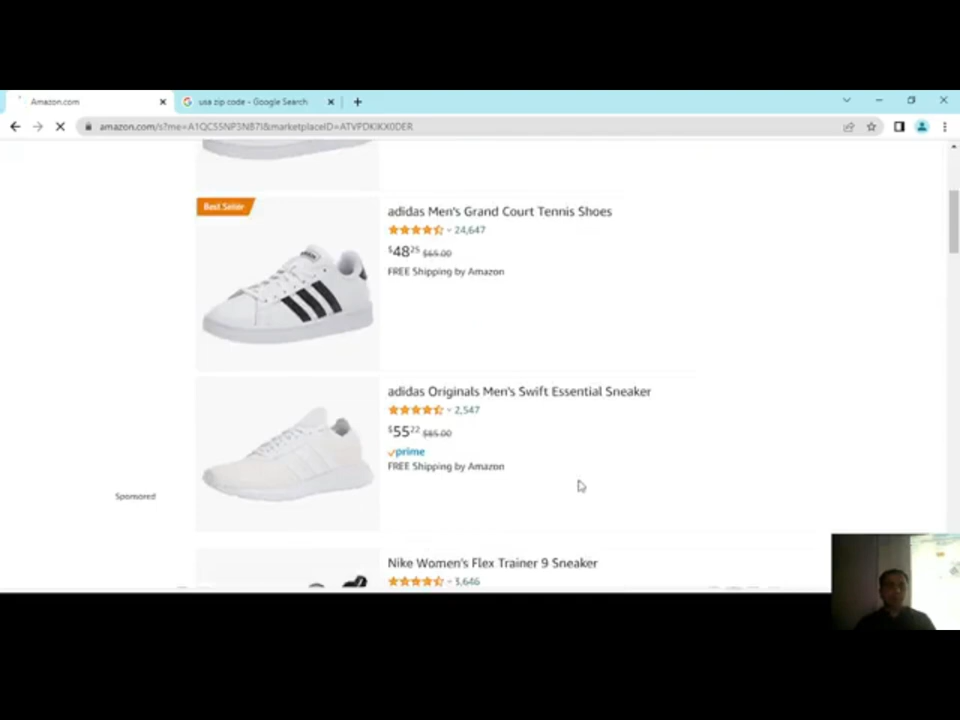 Amazon.com
usa zip code - Google Search
amazon.com/s?me=A1QC55NP3N87I&marketplaceID=ATVPDKIKX0DER
Best Seller
adidas Men's Grand Court Tennis Shoes
24,647
$48.25 $65.00
FREE Shipping by Amazon
adidas Originals Men's Swift Essential Sneaker
2,547
$55.22 $85.00
prime
FREE Shipping by Amazon
Sponsored
Nike Women's Flex Trainer 9 Sneaker
3,646